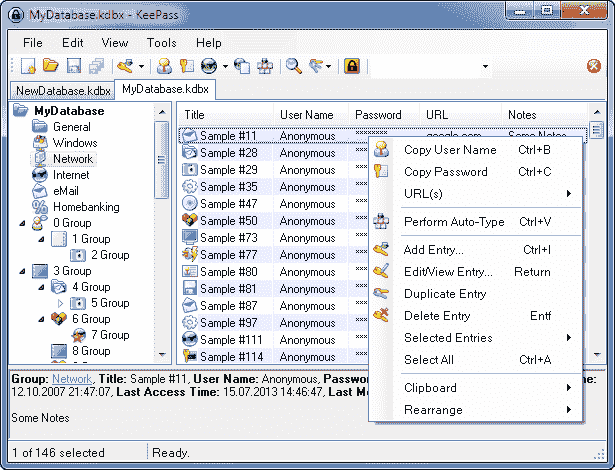 MyDatabase.kdbx - KeePass
File Edit View Tools Help
NewDatabase.kdbx MyDatabase.kdbx
MyDatabase
General
Windows
Network
Internet
eMail
Homebanking
0 Group
1 Group
2 Group
3 Group
4 Group
5 Group
6 Group
7 Group
8 Group
Title User Name Password URL Notes
Sample #11 Anonymous ******** google.com Some Notes
Sample #28 Anonymous
Sample #29 Anonymous
Sample #35 Anonymous
Sample #47 Anonymous
Sample #50 Anonymous
Sample #73 Anonymous
Sample #77 Anonymous
Sample #80 Anonymous
Sample #81 Anonymous
Sample #87 Anonymous
Sample #97 Anonymous
Sample #111 Anonymous
Sample #114 Anonymous
Copy User Name Ctrl+B
Copy Password Ctrl+C
URL(s)
Perform Auto-Type Ctrl+V
Add Entry... Ctrl+I
Edit/View Entry... Return
Duplicate Entry
Delete Entry Entf
Selected Entries
Select All Ctrl+A
Clipboard
Rearrange
Group: Network, Title: Sample #11, User Name: Anonymous, Passwo me:
12.10.2007 21:47:07, Last Access Time: 15.07.2013 14:46:47, Last Mo
Some Notes
1 of 146 selected Ready.